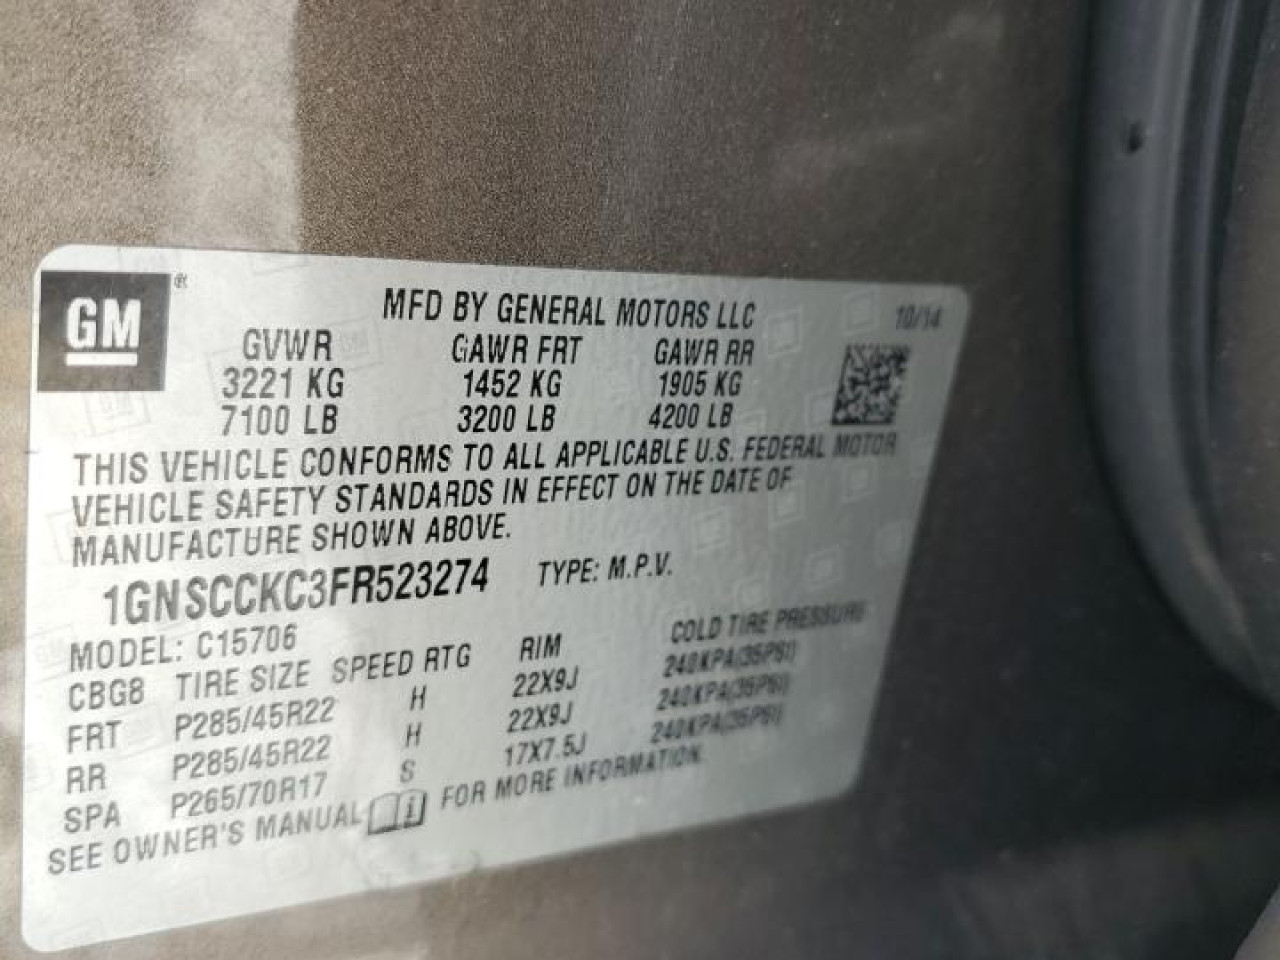 GM ®
MFD BY GENERAL MOTORS LLC 10/14
GVWR GAWR FRT GAWR RR
3221 KG 1452 KG 1905 KG
7100 LB 3200 LB 4200 LB
THIS VEHICLE CONFORMS TO ALL APPLICABLE U.S. FEDERAL MOTOR
VEHICLE SAFETY STANDARDS IN EFFECT ON THE DATE OF
MANUFACTURE SHOWN ABOVE.
1GNSCCKC3FR523274 TYPE: M.P.V.
MODEL: C15706
CBG8 TIRE SIZE SPEED RTG RIM COLD TIRE PRESSURE
FRT P285/45R22 H 22X9J 240KPA(35PSI)
RR P285/45R22 H 22X9J 240KPA(35PSI)
SPA P265/70R17 S 17X7.5J 240KPA(35PSI)
SEE OWNER'S MANUAL i FOR MORE INFORMATION.